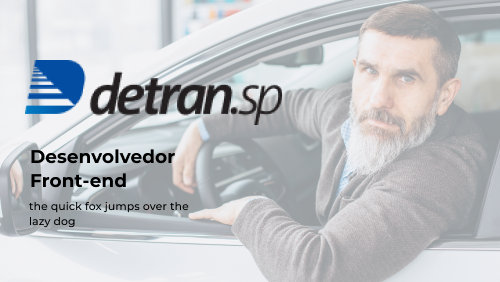 detran.sp
Desenvolvedor
Front-end
the quick fox jumps over the
lazy dog